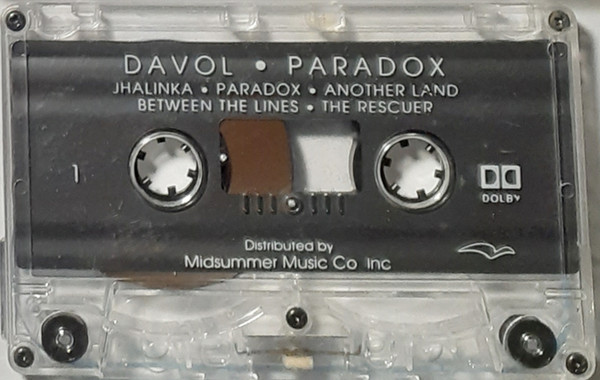 DAVOL • PARADOX
JHALINKA • PARADOX • ANOTHER LAND
BETWEEN THE LINES • THE RESCUER
1
DOLBY
Distributed by
Midsummer Music Co Inc